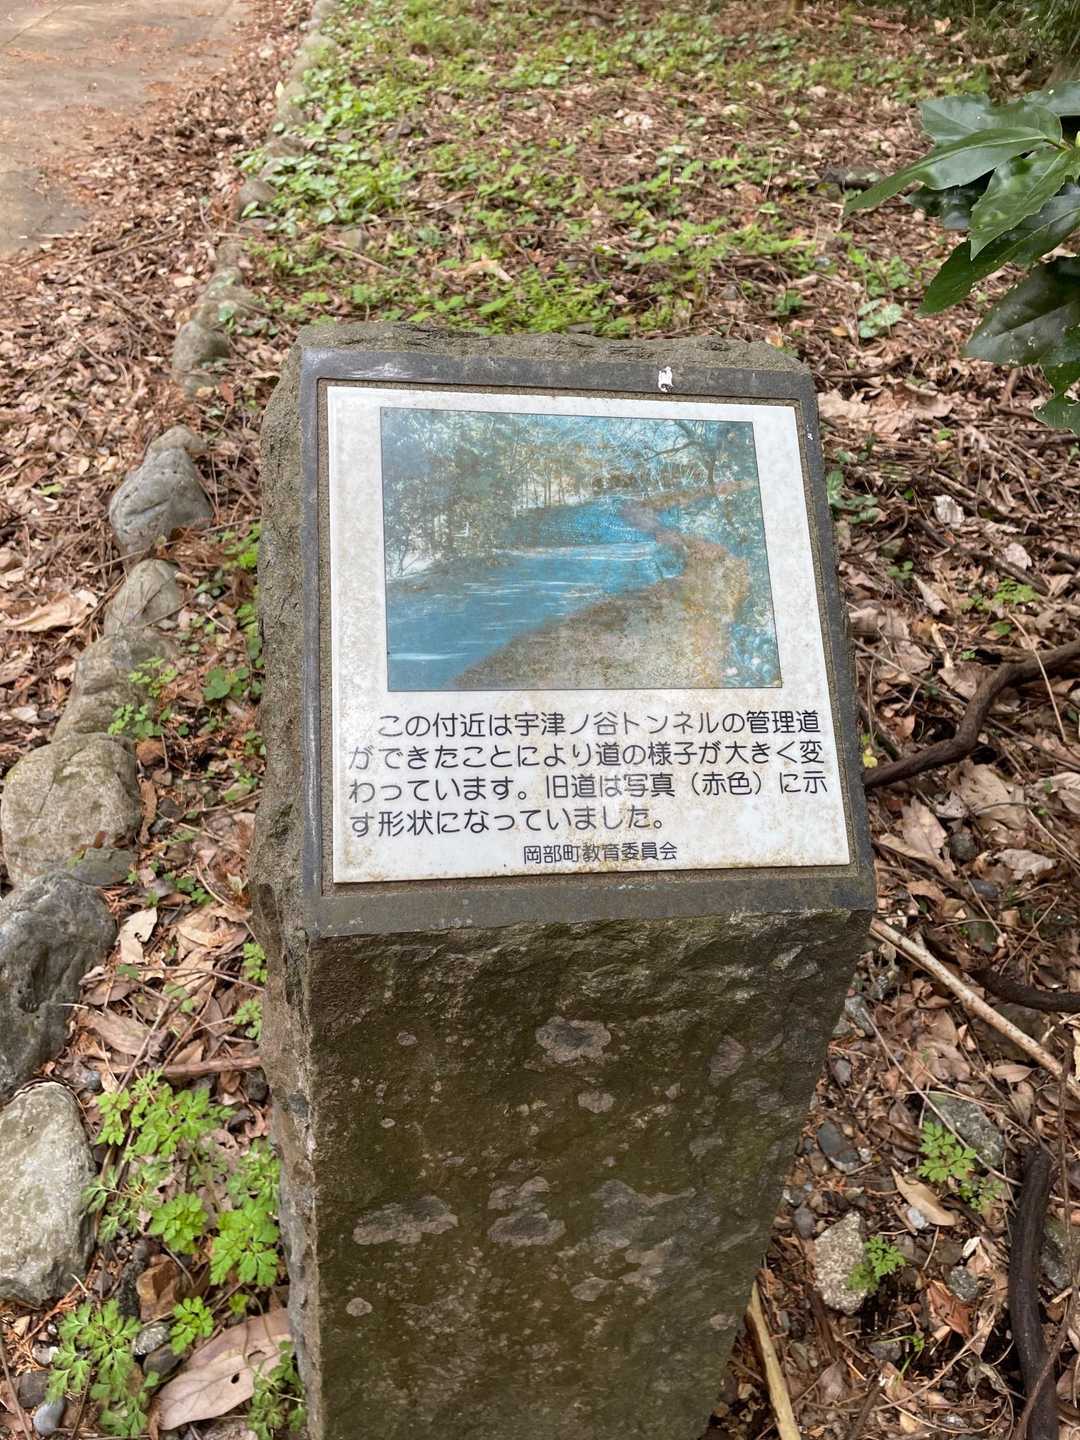 この付近は宇津ノ谷トンネルの管理道
ができたことにより道の様子が大きく変
わっています。旧道は写真（赤色）に示
す形状になっていました。
岡部町教育委員会